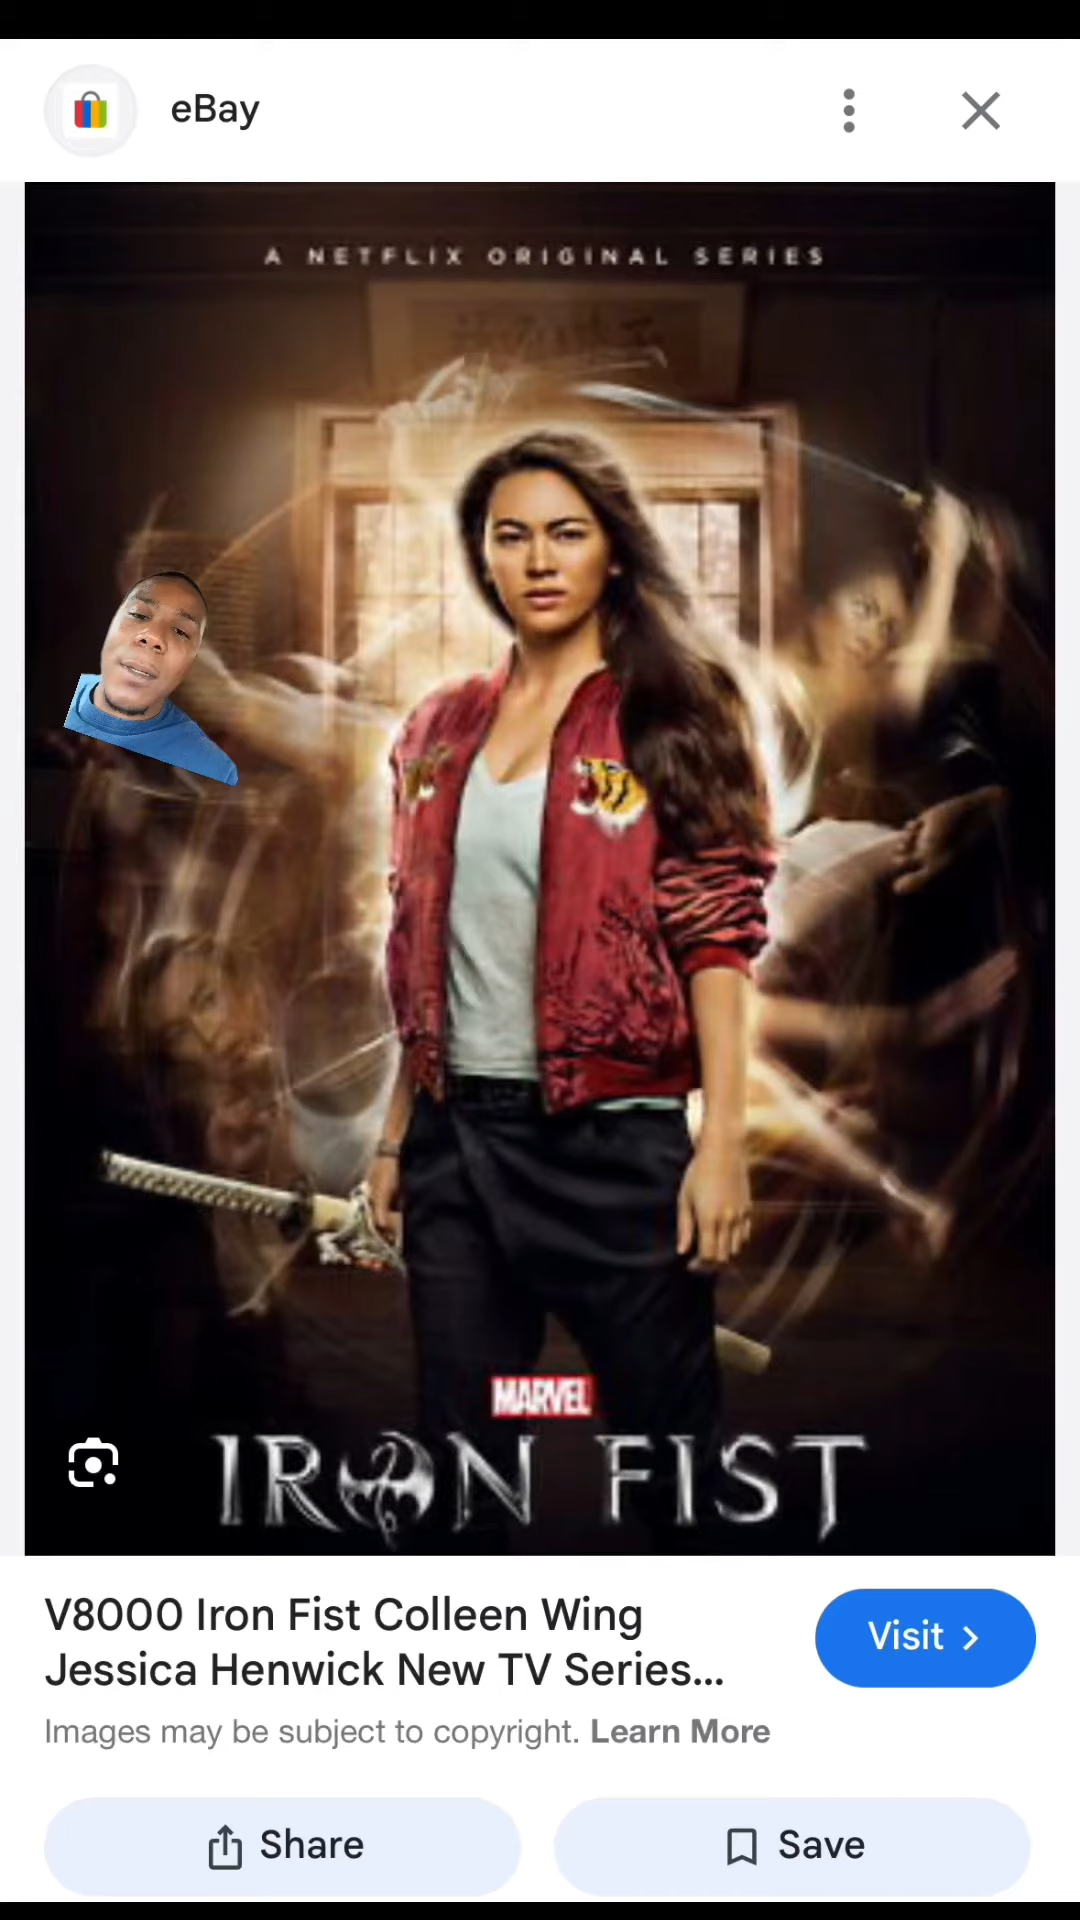 eBay
A NETFLIX ORIGINAL SERIES
MARVEL
IRON FIST
V8000 Iron Fist Colleen Wing
Jessica Henwick New TV Series...
Visit
Images may be subject to copyright. Learn More
Share
Save